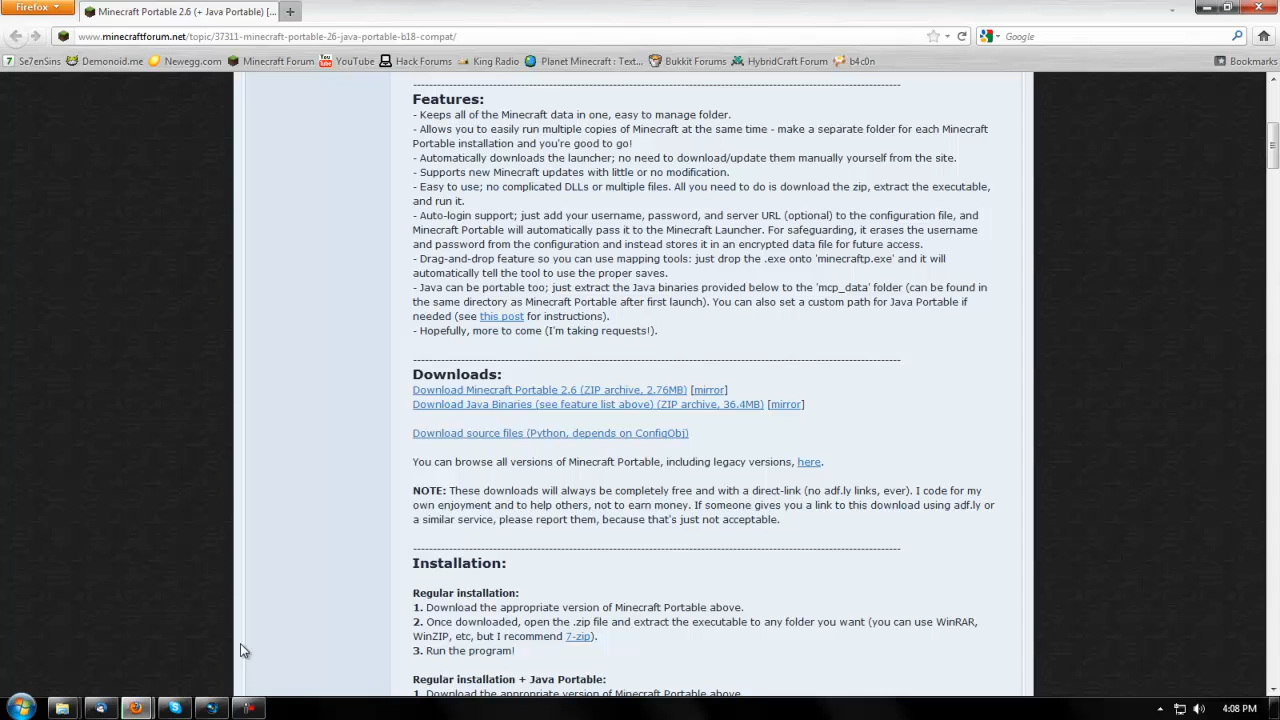 Firefox
Minecraft Portable 2.6 (+ Java Portable) [...
www.minecraftforum.net/topic/37311-minecraft-portable-26-java-portable-b18-compat/
Google
7 Se7enSins
Demonoid.me
Newegg.com
Minecraft Forum
You Tube YouTube
Hack Forums
King Radio
Planet Minecraft : Text...
Bukkit Forums
HybridCraft Forum
b4c0n
Bookmarks
Features:
- Keeps all of the Minecraft data in one, easy to manage folder.
- Allows you to easily run multiple copies of Minecraft at the same time - make a separate folder for each Minecraft
Portable installation and you're good to go!
- Automatically downloads the launcher; no need to download/update them manually yourself from the site.
- Supports new Minecraft updates with little or no modification.
- Easy to use; no complicated DLLs or multiple files. All you need to do is download the zip, extract the executable,
and run it.
- Auto-login support; just add your username, password, and server URL (optional) to the configuration file, and
Minecraft Portable will automatically pass it to the Minecraft Launcher. For safeguarding, it erases the username
and password from the configuration and instead stores it in an encrypted data file for future access.
- Drag-and-drop feature so you can use mapping tools: just drop the .exe onto 'minecraftp.exe' and it will
automatically tell the tool to use the proper saves.
- Java can be portable too; just extract the Java binaries provided below to the 'mcp_data' folder (can be found in
the same directory as Minecraft Portable after first launch). You can also set a custom path for Java Portable if
needed (see this post for instructions).
- Hopefully, more to come (I'm taking requests!).
Downloads:
Download Minecraft Portable 2.6 (ZIP archive, 2.76MB) [mirror]
Download Java Binaries (see feature list above) (ZIP archive, 36.4MB) [mirror]
Download source files (Python, depends on ConfigObj)
You can browse all versions of Minecraft Portable, including legacy versions, here.
NOTE: These downloads will always be completely free and with a direct-link (no adf.ly links, ever). I code for my
own enjoyment and to help others, not to earn money. If someone gives you a link to this download using adf.ly or
a similar service, please report them, because that's just not acceptable.
Installation:
Regular installation:
1. Download the appropriate version of Minecraft Portable above.
2. Once downloaded, open the .zip file and extract the executable to any folder you want (you can use WinRAR,
WinZIP, etc, but I recommend 7-zip).
3. Run the program!
Regular installation + Java Portable:
1. Download the appropriate version of Minecraft Portable above.
4:08 PM